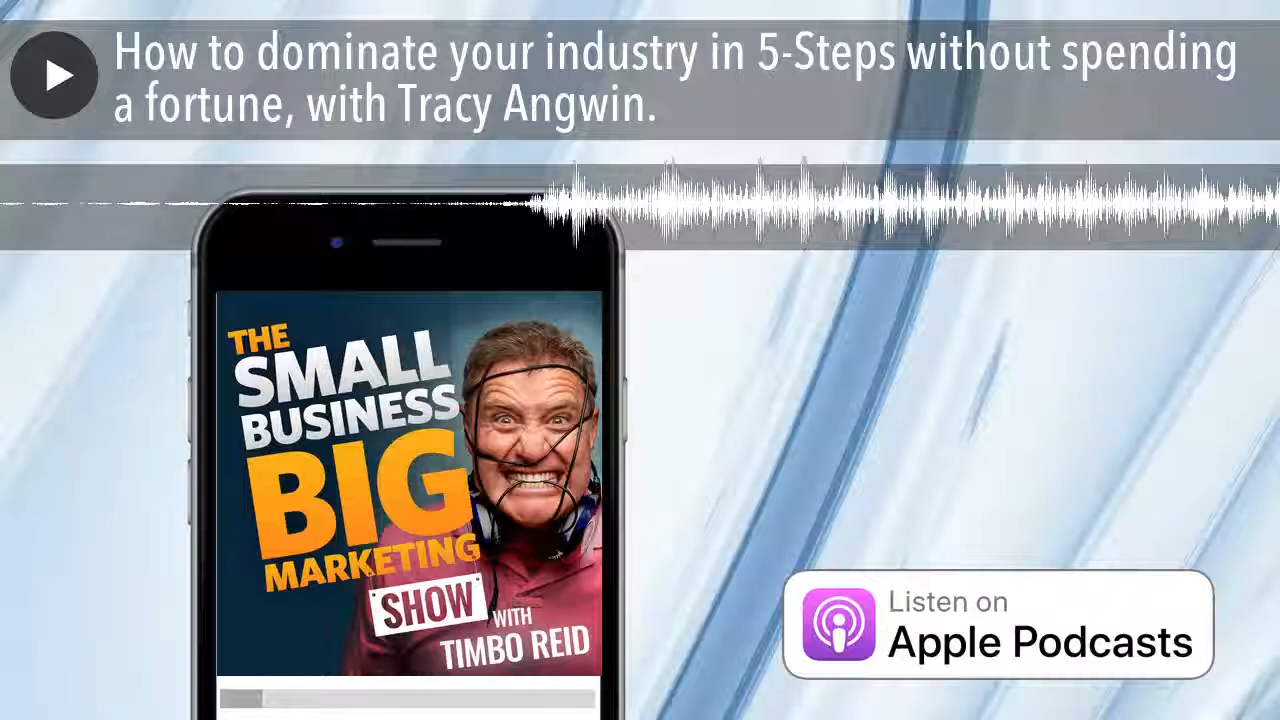 How to dominate your industry in 5-Steps without spending
a fortune, with Tracy Angwin.
THE
SMALL
BUSINESS
BIG
MARKETING
SHOW
WITH
TIMBO REID
Listen on
Apple Podcasts